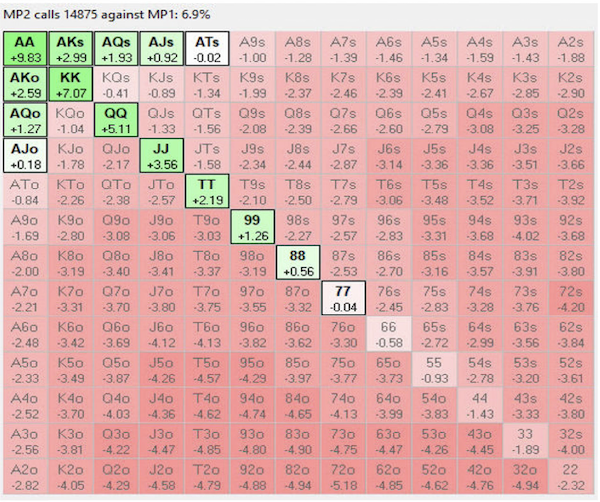 MP2 calls 14875 against MP1: 6.9%
AA AKs AQs AJs ATs A9s A8s A7s A6s A5s A4s A3s A2s
+9.83 +2.99 +1.93 +0.92 -0.02 -1.00 -1.28 -1.39 -1.46 -1.34 -1.59 -1.43 -1.88
AKo KK KQs KJs KTs K9s K8s K7s K6s K5s K4s K3s K2s
+2.59 +7.07 -0.41 -0.89 -1.34 -1.99 -2.37 -2.46 -2.39 -2.41 -2.67 -2.85 -2.90
AQo KQo QQ QJs QTs Q9s Q8s Q7s Q6s Q5s Q4s Q3s Q2s
+1.27 -1.04 +5.11 -1.33 -1.56 -2.08 -2.39 -2.66 -2.60 -2.79 -3.08 -3.25 -3.28
AJo KJo QJo JJ JTs J9s J8s J7s J6s J5s J4s J3s J2s
+0.18 -1.78 -2.17 +3.56 -1.58 -2.34 -2.44 -2.87 -3.14 -3.36 -3.36 -3.51 -3.66
ATo KTo QTo JTo TT T9s T8s T7s T6s T5s T4s T3s T2s
-0.84 -2.26 -2.38 -2.57 +2.19 -2.10 -2.50 -2.79 -3.06 -3.48 -3.52 -3.71 -3.92
A9o K9o Q9o J9o T9o 99 98s 97s 96s 95s 94s 93s 92s
-1.69 -2.80 -3.08 -3.06 -3.03 +1.26 -2.27 -2.57 -2.83 -3.31 -3.68 -4.02 -3.68
A8o K8o Q8o J8o T8o 98o 88 87s 86s 85s 84s 83s 82s
-2.00 -3.19 -3.40 -3.41 -3.37 -3.19 +0.56 -2.53 -2.70 -3.16 -3.57 -3.91 -3.80
A7o K7o Q7o J7o T7o 97o 87o 77 76s 75s 74s 73s 72s
-2.21 -3.31 -3.70 -3.80 -3.75 -3.55 -3.32 -0.04 -2.45 -2.83 -3.28 -3.76 -4.20
A6o K6o Q6o J6o T6o 96o 86o 76o 66 65s 64s 63s 62s
-2.48 -3.42 -3.69 -4.12 -4.13 -3.82 -3.62 -3.30 -0.58 -2.72 -2.99 -3.56 -3.84
A5o K5o Q5o J5o T5o 95o 85o 75o 65o 55 54s 53s 52s
-2.33 -3.49 -3.87 -4.26 -4.57 -4.29 -3.97 -3.77 -3.73 -0.93 -2.78 -3.20 -3.61
A4o K4o Q4o J4o T4o 94o 84o 74o 64o 54o 44 43s 42s
-2.52 -3.70 -4.03 -4.36 -4.62 -4.74 -4.65 -4.13 -3.99 -3.83 -1.43 -3.33 -3.80
A3o K3o Q3o J3o T3o 93o 83o 73o 63o 53o 43o 33 32s
-2.56 -3.81 -4.22 -4.47 -4.85 -4.80 -4.90 -4.75 -4.47 -4.26 -4.45 -1.89 -4.00
A2o K2o Q2o J2o T2o 92o 82o 72o 62o 52o 42o 32o 22
-2.82 -4.05 -4.29 -4.58 -4.79 -4.88 -4.94 -5.18 -4.85 -4.62 -4.76 -4.94 -2.32